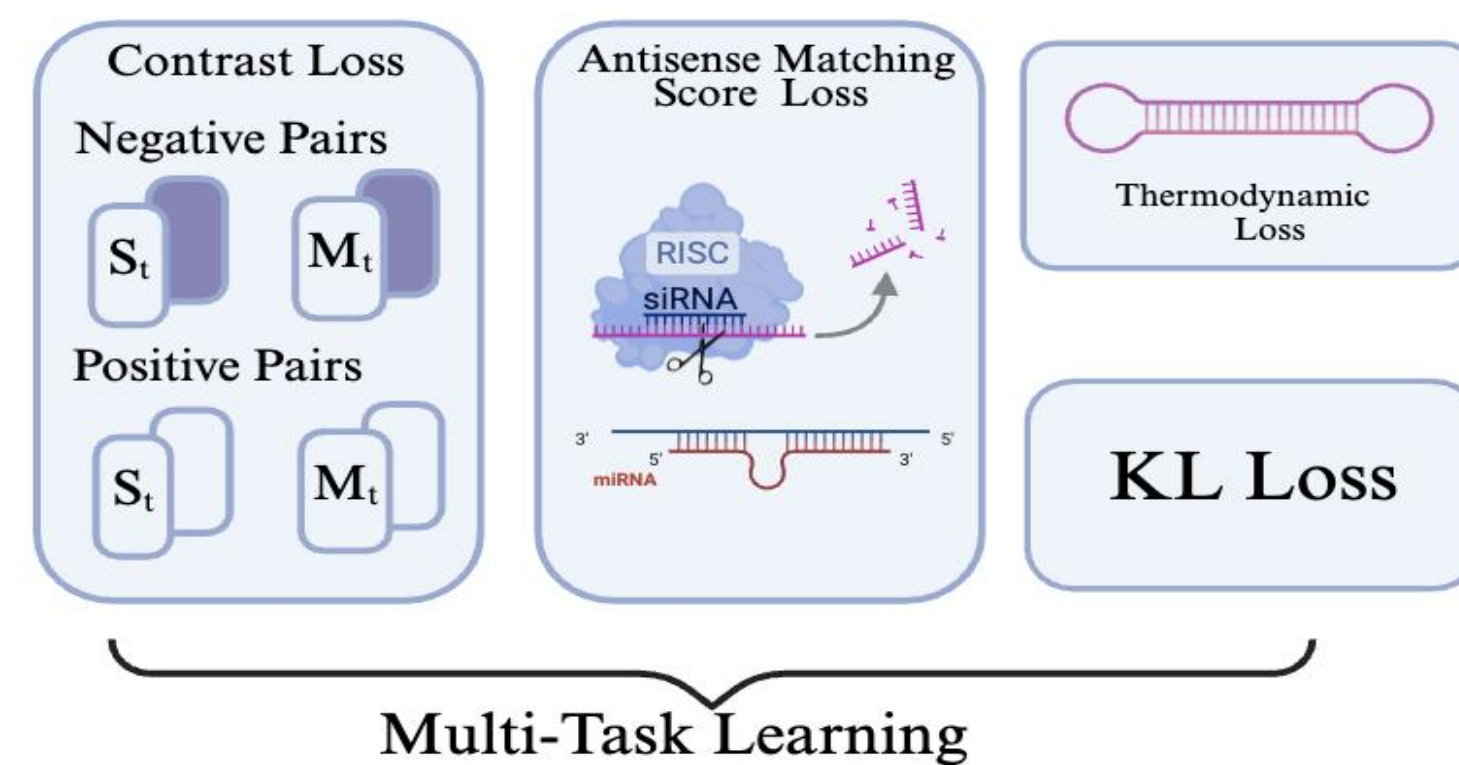 Contrast Loss
Negative Pairs
St
Mt
Positive Pairs
St
Mt
Antisense Matching
Score Loss
RISC
siRNA
3'
5'
5'
3'
miRNA
Thermodynamic
Loss
KL Loss
Multi-Task Learning